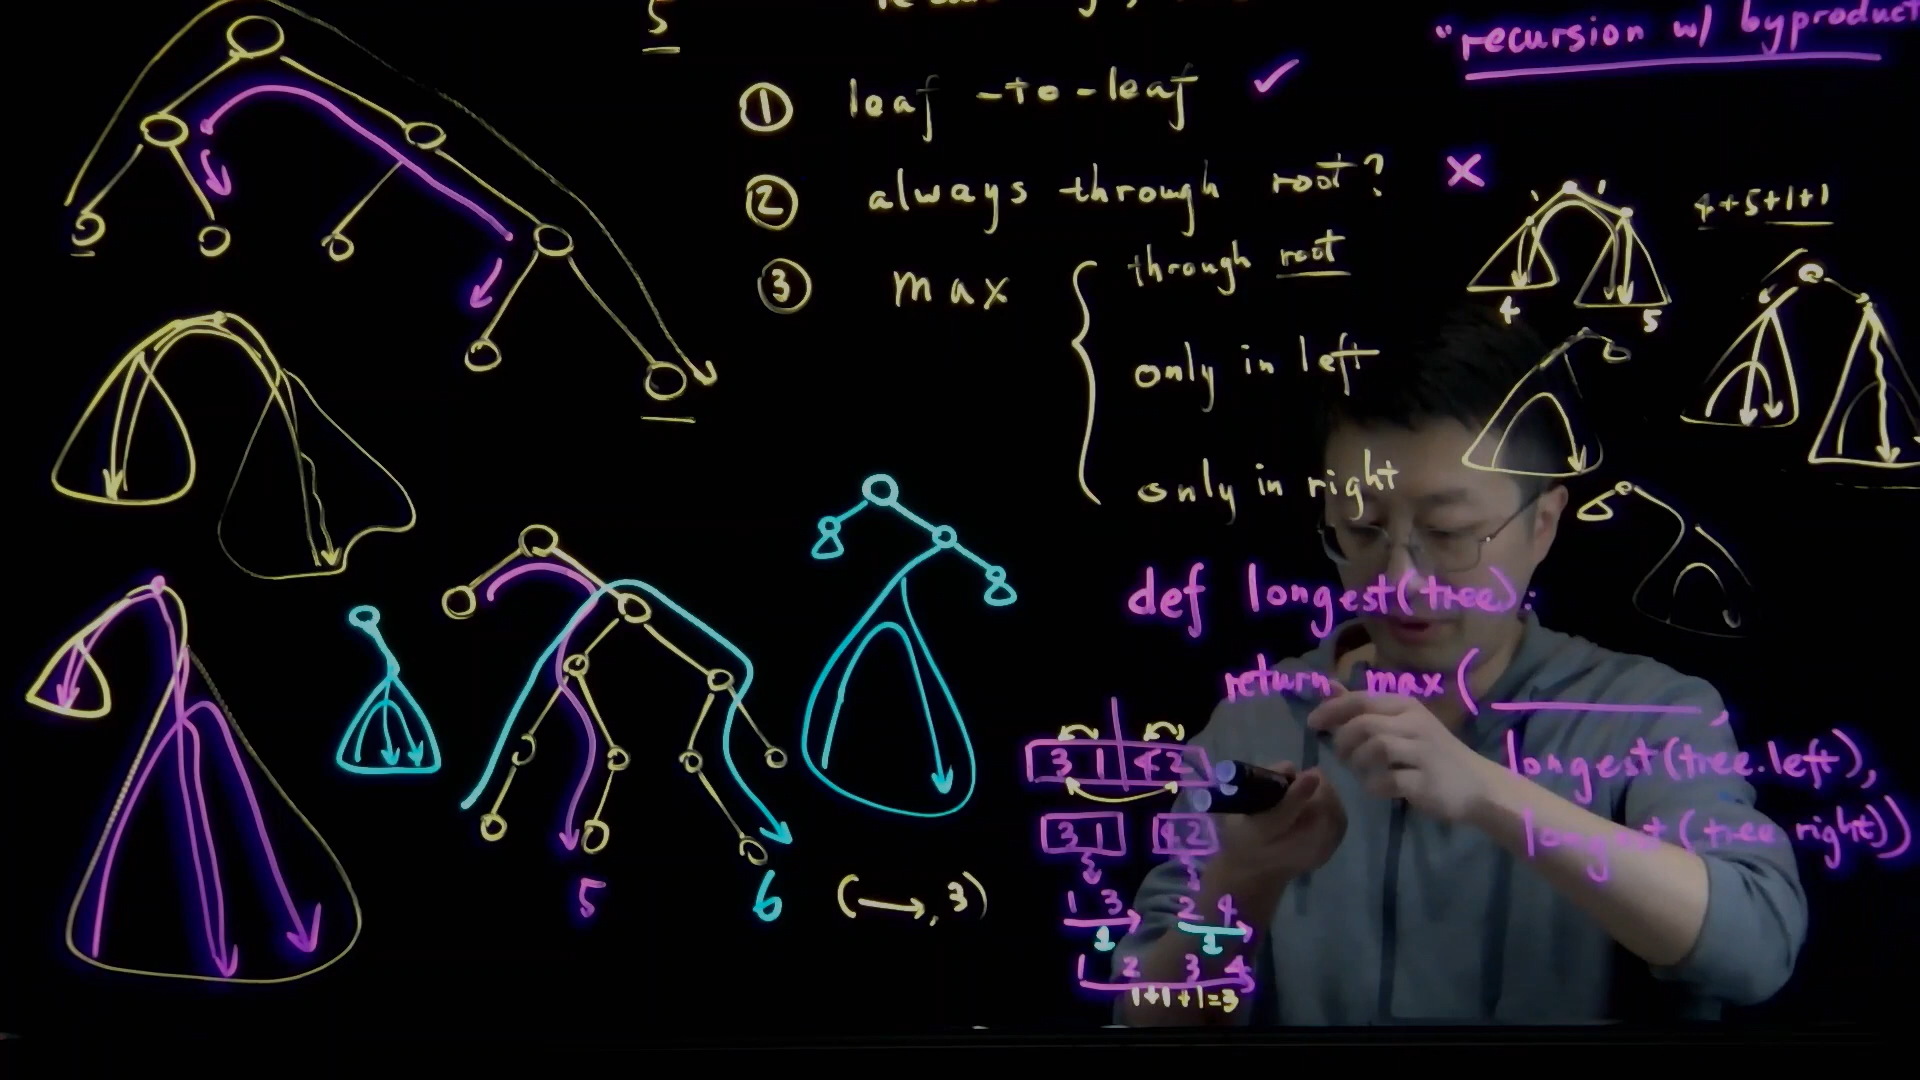 5
"recursion w/ byproduct
① leaf-to-leaf ✓
② always through root? ×
③ max { through root
only in left
only in right
4+5+1+1
4 5
def longest(tree):
return max( ________,
longest(tree.left),
longest(tree.right))
3 1 | 4 2
3 1 4 2
1 3 2 4
1 1
1 2 3 4
1+1+1=3
5 6 (→, 3)